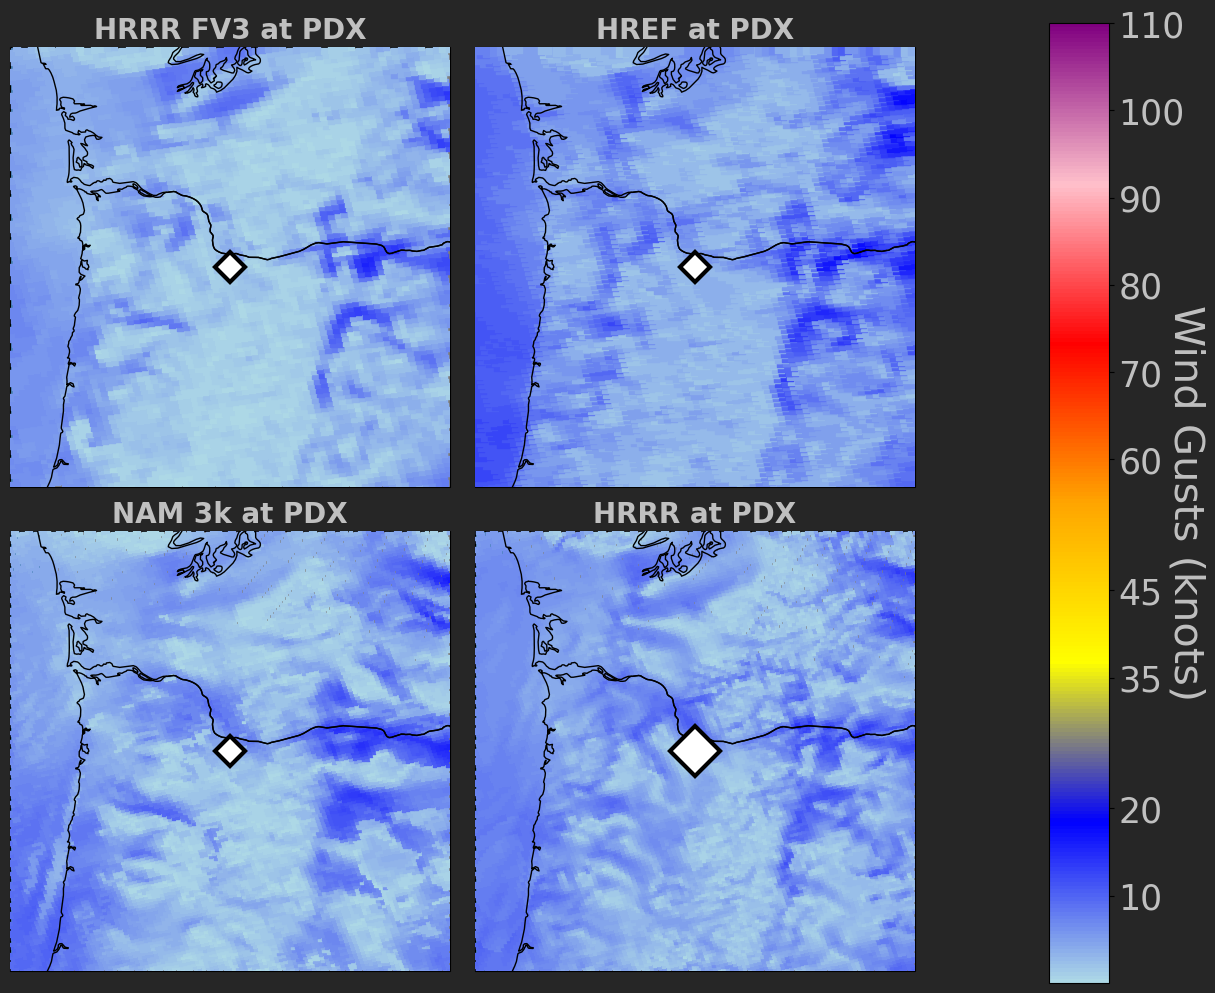 HRRR FV3 at PDX
HREF at PDX
NAM 3k at PDX
HRRR at PDX
110
100
90
80
70
60
45
35
20
10
Wind Gusts (knots)